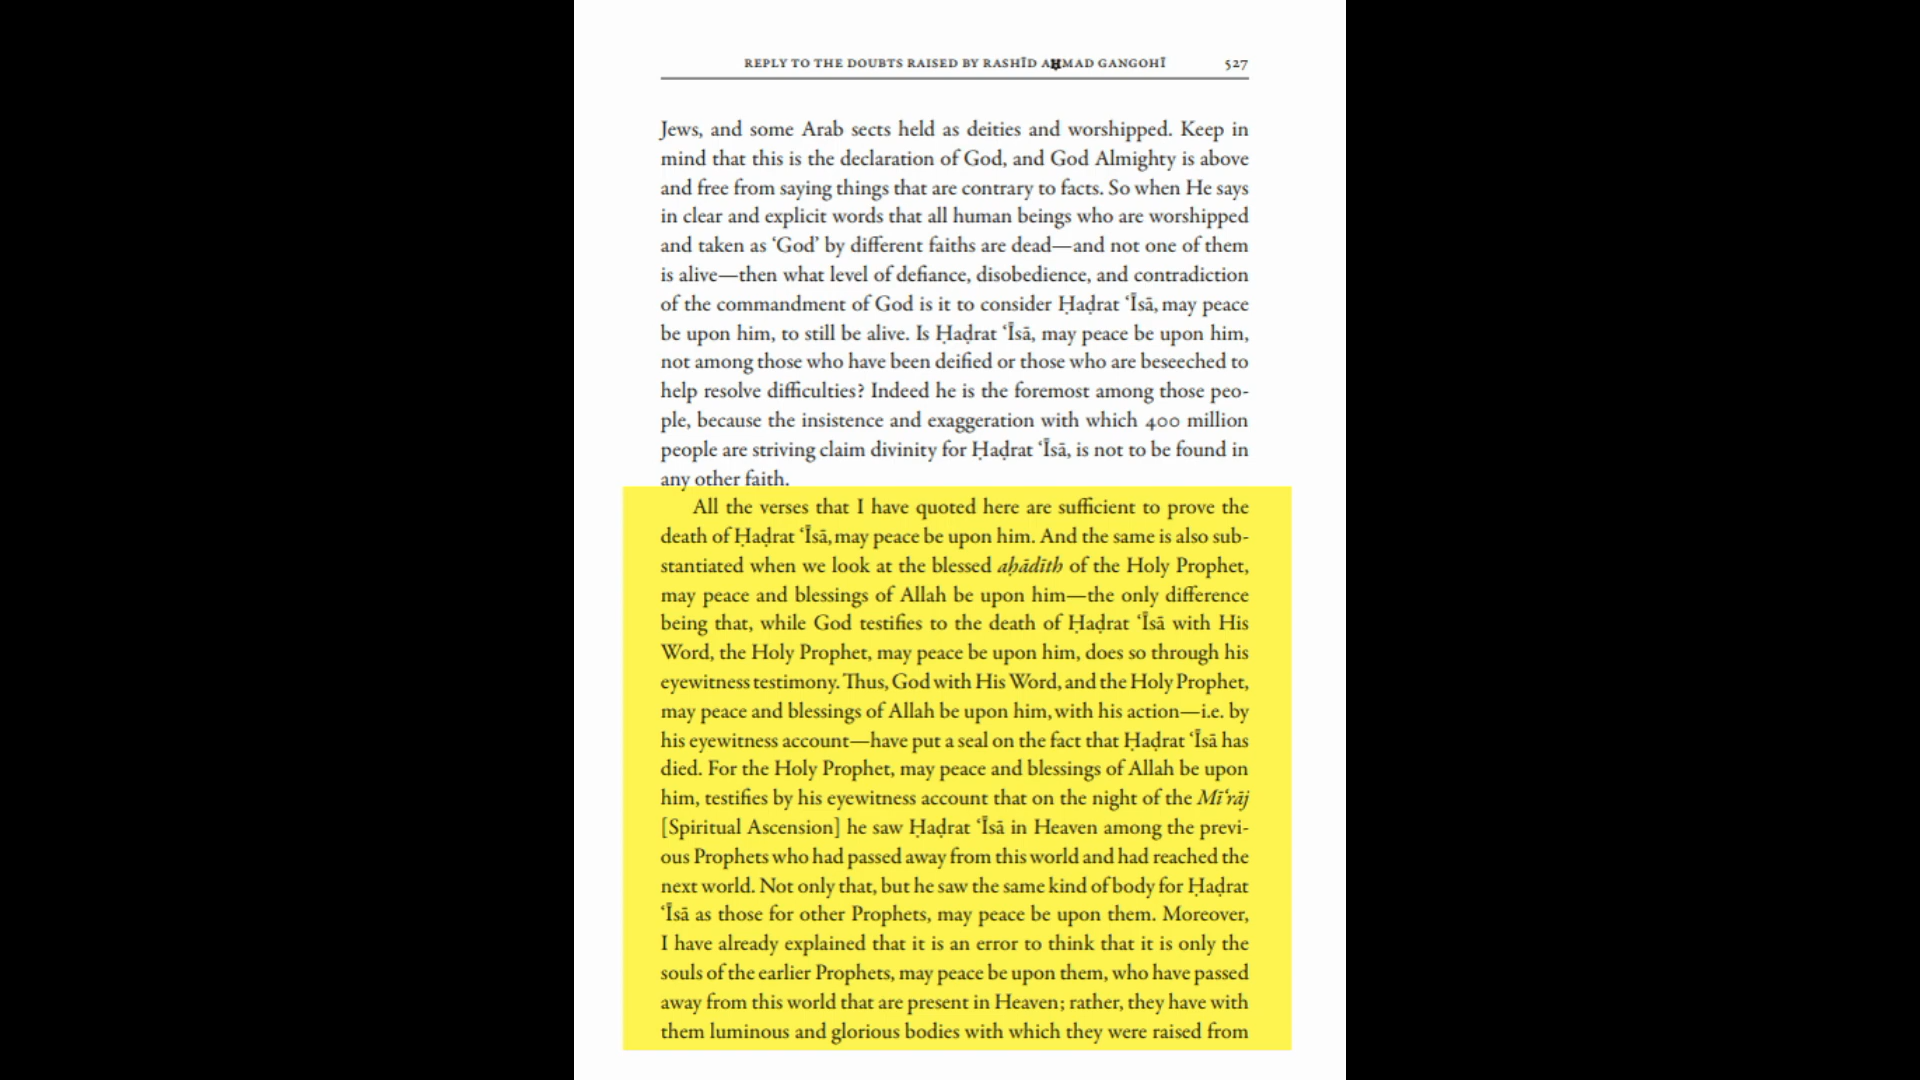 REPLY TO THE DOUBTS RAISED BY RASHĪD AḤMAD GANGOHĪ 527
Jews, and some Arab sects held as deities and worshipped. Keep in
mind that this is the declaration of God, and God Almighty is above
and free from saying things that are contrary to facts. So when He says
in clear and explicit words that all human beings who are worshipped
and taken as ‘God’ by different faiths are dead—and not one of them
is alive—then what level of defiance, disobedience, and contradiction
of the commandment of God is it to consider Ḥaḍrat ‘Īsā, may peace
be upon him, to still be alive. Is Ḥaḍrat ‘Īsā, may peace be upon him,
not among those who have been deified or those who are beseeched to
help resolve difficulties? Indeed he is the foremost among those peo-
ple, because the insistence and exaggeration with which 400 million
people are striving claim divinity for Ḥaḍrat ‘Īsā, is not to be found in
any other faith.
All the verses that I have quoted here are sufficient to prove the
death of Ḥaḍrat ‘Īsā, may peace be upon him. And the same is also sub-
stantiated when we look at the blessed aḥādīth of the Holy Prophet,
may peace and blessings of Allah be upon him—the only difference
being that, while God testifies to the death of Ḥaḍrat ‘Īsā with His
Word, the Holy Prophet, may peace be upon him, does so through his
eyewitness testimony. Thus, God with His Word, and the Holy Prophet,
may peace and blessings of Allah be upon him, with his action—i.e. by
his eyewitness account—have put a seal on the fact that Ḥaḍrat ‘Īsā has
died. For the Holy Prophet, may peace and blessings of Allah be upon
him, testifies by his eyewitness account that on the night of the Mi‘rāj
[Spiritual Ascension] he saw Ḥaḍrat ‘Īsā in Heaven among the previ-
ous Prophets who had passed away from this world and had reached the
next world. Not only that, but he saw the same kind of body for Ḥaḍrat
‘Īsā as those for other Prophets, may peace be upon them. Moreover,
I have already explained that it is an error to think that it is only the
souls of the earlier Prophets, may peace be upon them, who have passed
away from this world that are present in Heaven; rather, they have with
them luminous and glorious bodies with which they were raised from